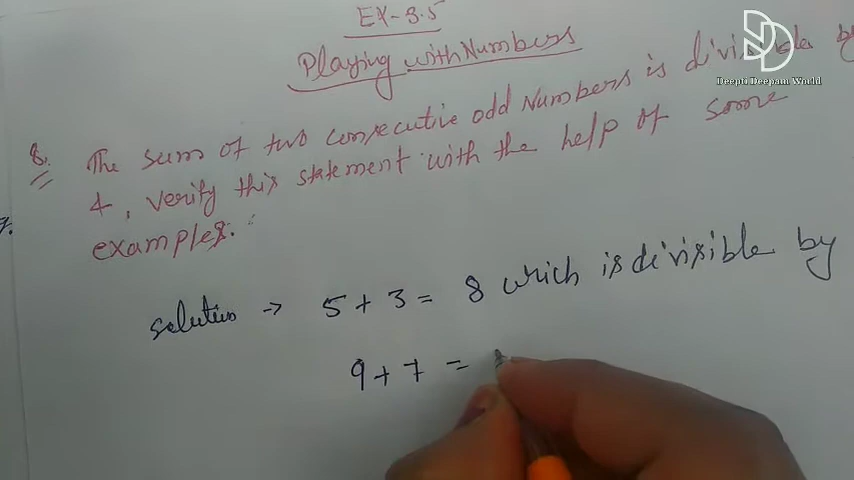 EX-3.5
Playing with Numbers
Deepti Deepam World
8. The sum of two consecutive odd Numbers is divisible by
4, verify this statement with the help of some
7.
examples.
solution → 5 + 3 = 8 which is divisible by
9 + 7 =